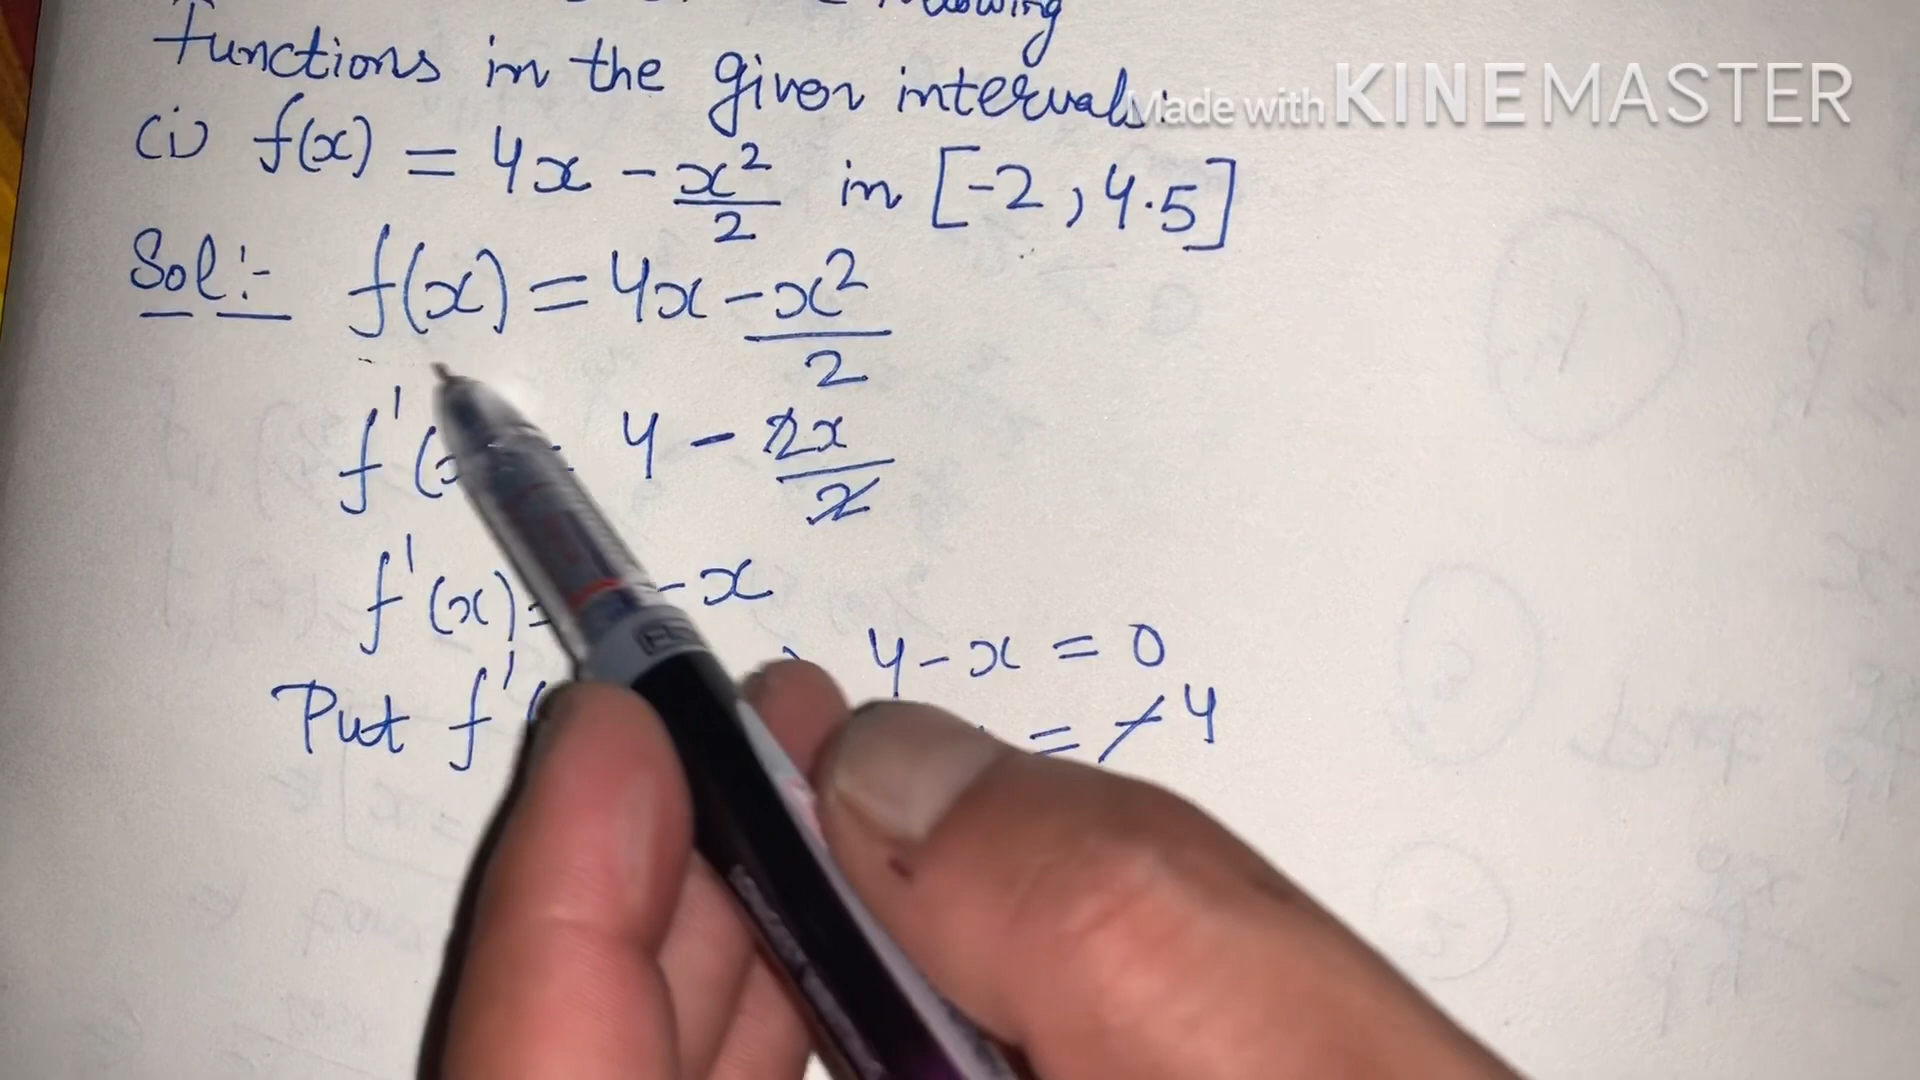 following
functions in the given intervals:
Made with KINEMASTER
(i) f(x) = 4x - x²/2 in [-2, 4.5]
Sol:- f(x) = 4x - x²/2
f'(x) = 4 - 2x/2
f'(x) = - x
Put f'( 4 - x = 0
= -4